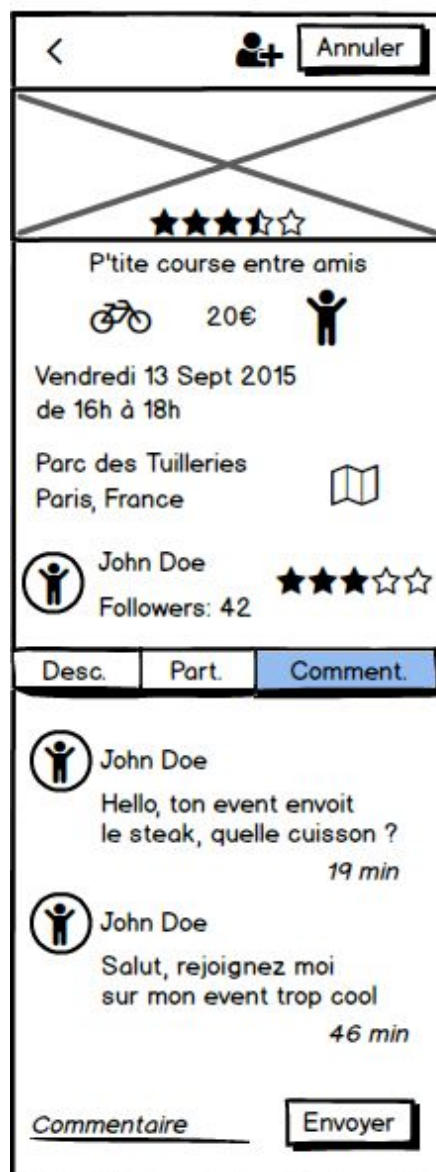 Annuler
P'tite course entre amis
20€
Vendredi 13 Sept 2015
de 16h à 18h
Parc des Tuilleries
Paris, France
John Doe
Followers: 42
Desc. Part. Comment.
John Doe
Hello, ton event envoit
le steak, quelle cuisson ?
19 min
John Doe
Salut, rejoignez moi
sur mon event trop cool
46 min
Commentaire Envoyer